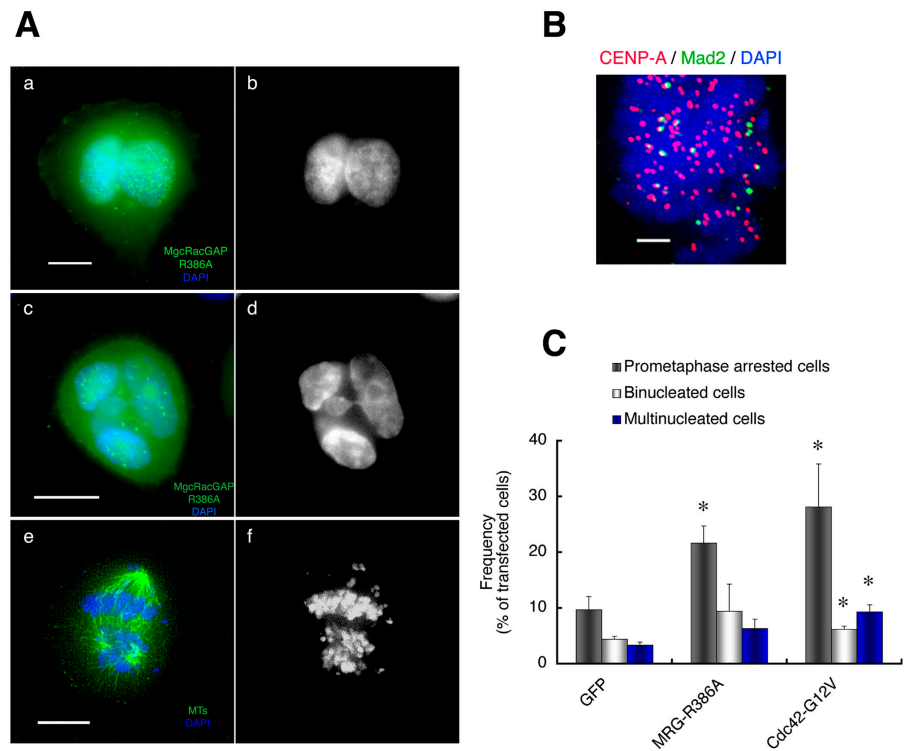 A
a
b
MgcRacGAP
R386A
DAPI
c
d
MgcRacGAP
R386A
DAPI
e
f
MTs
DAPI
B
CENP-A / Mad2 / DAPI
C
Prometaphase arrested cells
Binucleated cells
Multinucleated cells
Frequency
(% of transfected cells)
40
30
20
10
0
*
*
*
*
GFP
MRG-R386A
Cdc42-G12V